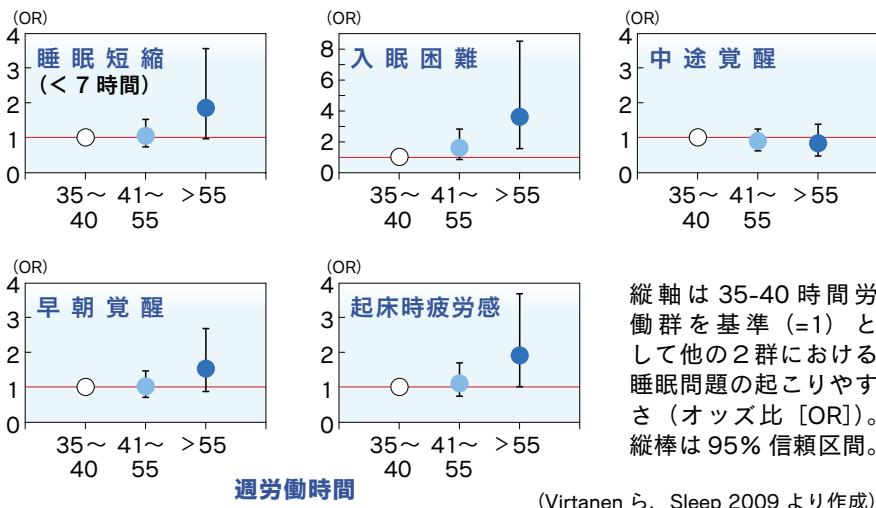 (OR)
睡眠短縮
(＜ 7 時間)
4
3
2
1
0
35～ 41～ ＞55
40 55
(OR)
入眠困難
8
6
4
2
0
35～ 41～ ＞55
40 55
(OR)
中途覚醒
4
3
2
1
0
35～ 41～ ＞55
40 55
(OR)
早朝覚醒
4
3
2
1
0
35～ 41～ ＞55
40 55
(OR)
起床時疲労感
4
3
2
1
0
35～ 41～ ＞55
40 55
週労働時間
縦軸は 35-40 時間労
働群を基準（=1）と
して他の２群における
睡眠問題の起こりやす
さ（オッズ比［OR］）。
縦棒は 95% 信頼区間。
（Virtanen ら，Sleep 2009 より作成）